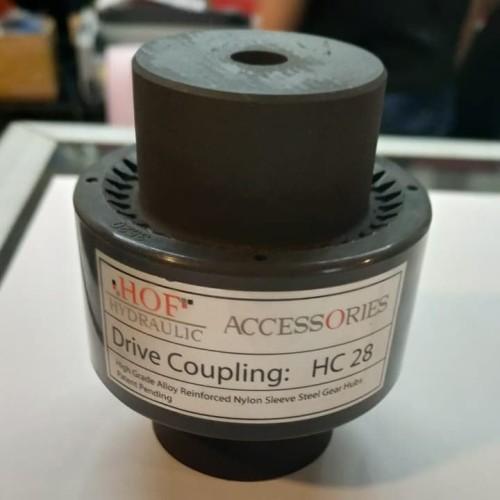 HOF
HYDRAULIC
ACCESSORIES
Drive Coupling: HC 28
High Grade Alloy Reinforced Nylon Sleeve Steel Gear Hubs
Patent Pending